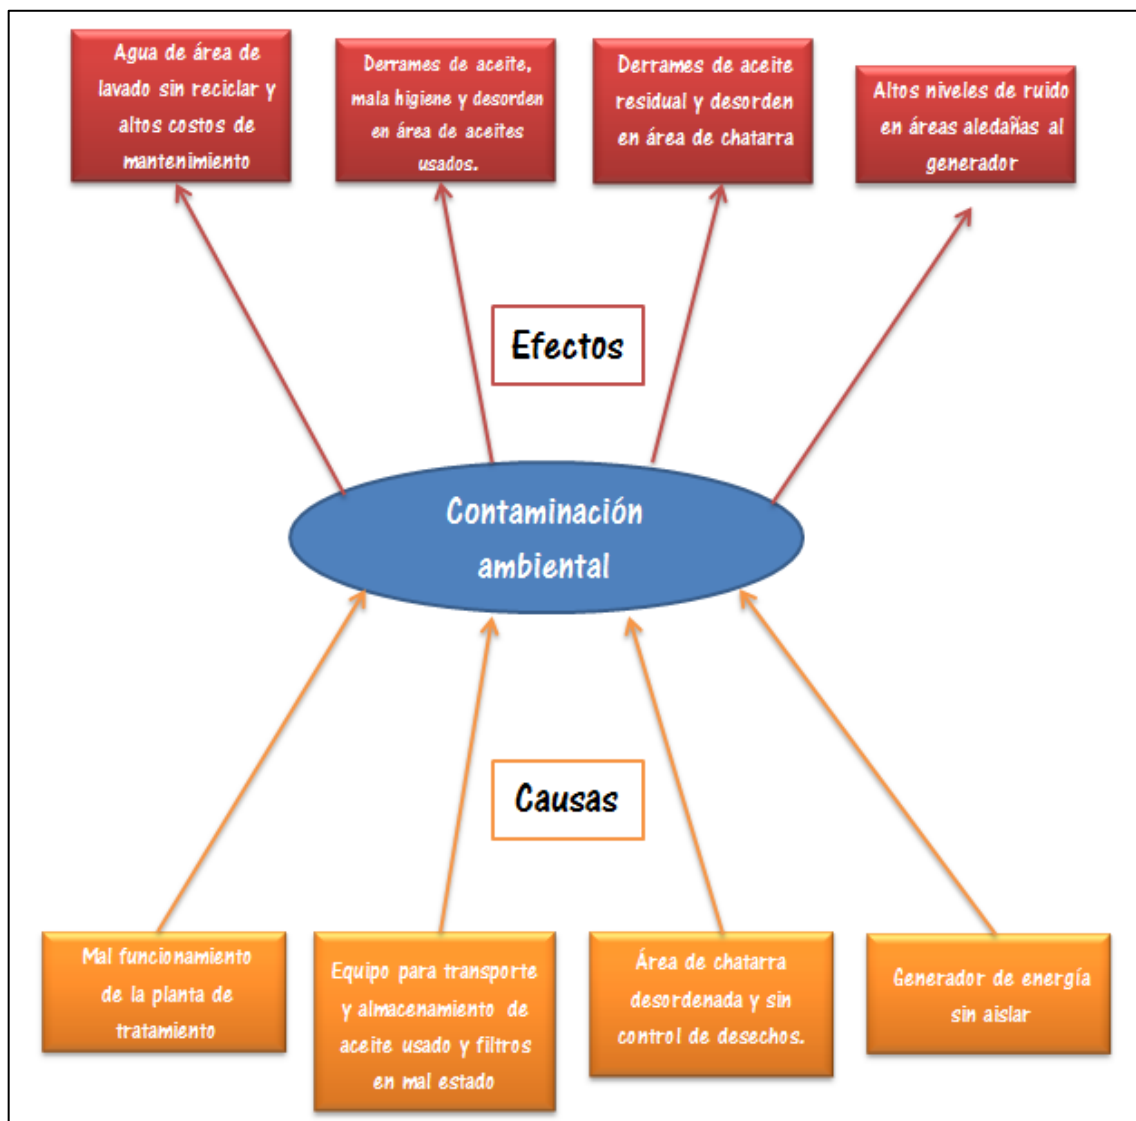 Agua de área de
lavado sin reciclar y
altos costos de
mantenimiento
Derrames de aceite,
mala higiene y desorden
en área de aceites
usados.
Derrames de aceite
residual y desorden
en área de chatarra
Altos niveles de ruido
en áreas aledañas al
generador
Efectos
Contaminación
ambiental
Causas
Mal funcionamiento
de la planta de
tratamiento
Equipo para transporte
y almacenamiento de
aceite usado y filtros
en mal estado
Área de chatarra
desordenada y sin
control de desechos.
Generador de energía
sin aislar